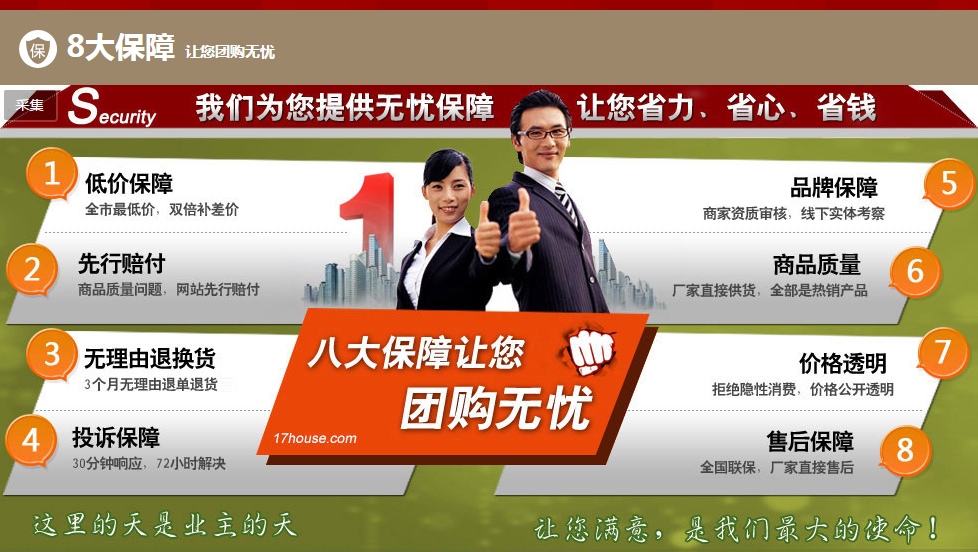 保 8大保障 让您团购无忧
采集
Security 我们为您提供无忧保障 让您省力、省心、省钱
1 低价保障
全市最低价，双倍补差价
2 先行赔付
商品质量问题，网站先行赔付
3 无理由退换货
3个月无理由退单退货
4 投诉保障
30分钟响应，72小时解决
1
八大保障让您
团购无忧
17house.com
品牌保障 5
商家资质审核，线下实体考察
商品质量 6
厂家直接供货，全部是热销产品
价格透明 7
拒绝隐性消费，价格公开透明
售后保障 8
全国联保，厂家直接售后
这里的天是业主的天
让您满意，是我们最大的使命！